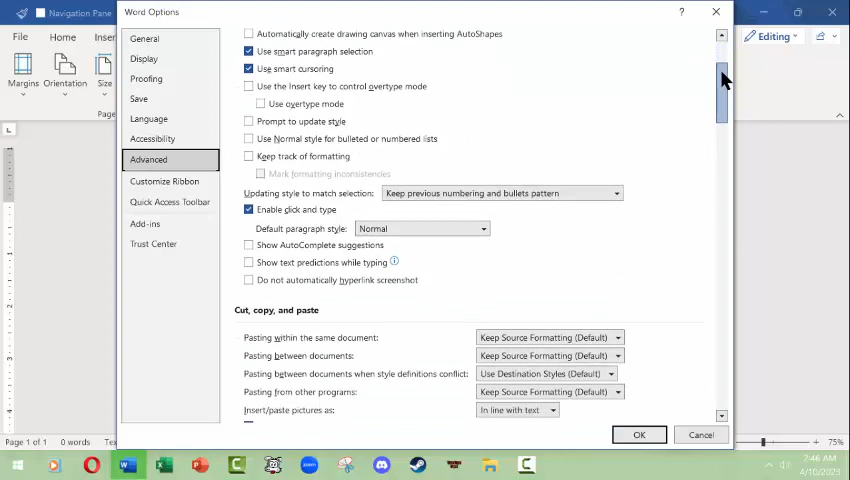 Navigation Pane
Word Options
?
File
Home
Inser
Editing
Margins
Orientation
Size
Page
General
Display
Proofing
Save
Language
Accessibility
Advanced
Customize Ribbon
Quick Access Toolbar
Add-ins
Trust Center
Automatically create drawing canvas when inserting AutoShapes
Use smart paragraph selection
Use smart cursoring
Use the Insert key to control overtype mode
Use overtype mode
Prompt to update style
Use Normal style for bulleted or numbered lists
Keep track of formatting
Mark formatting inconsistencies
Updating style to match selection: Keep previous numbering and bullets pattern
Enable click and type
Default paragraph style: Normal
Show AutoComplete suggestions
Show text predictions while typing
Do not automatically hyperlink screenshot
Cut, copy, and paste
Pasting within the same document: Keep Source Formatting (Default)
Pasting between documents: Keep Source Formatting (Default)
Pasting between documents when style definitions conflict: Use Destination Styles (Default)
Pasting from other programs: Keep Source Formatting (Default)
Insert/paste pictures as: In line with text
OK
Cancel
Page 1 of 1 0 words Tex
75%
2:46 AM
4/10/2023